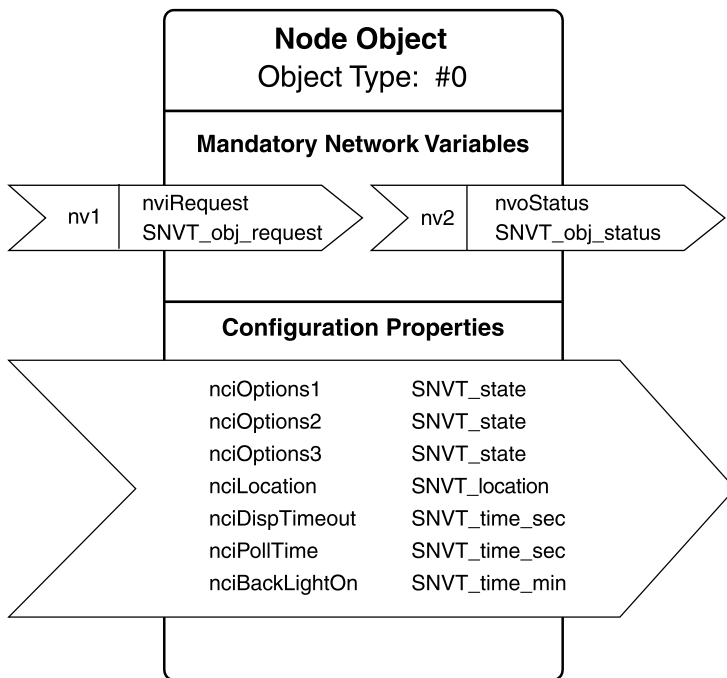 Node Object
Object Type: #0
Mandatory Network Variables
nv1
nviRequest
SNVT_obj_request
nv2
nvoStatus
SNVT_obj_status
Configuration Properties
nciOptions1 SNVT_state
nciOptions2 SNVT_state
nciOptions3 SNVT_state
nciLocation SNVT_location
nciDispTimeout SNVT_time_sec
nciPollTime SNVT_time_sec
nciBackLightOn SNVT_time_min